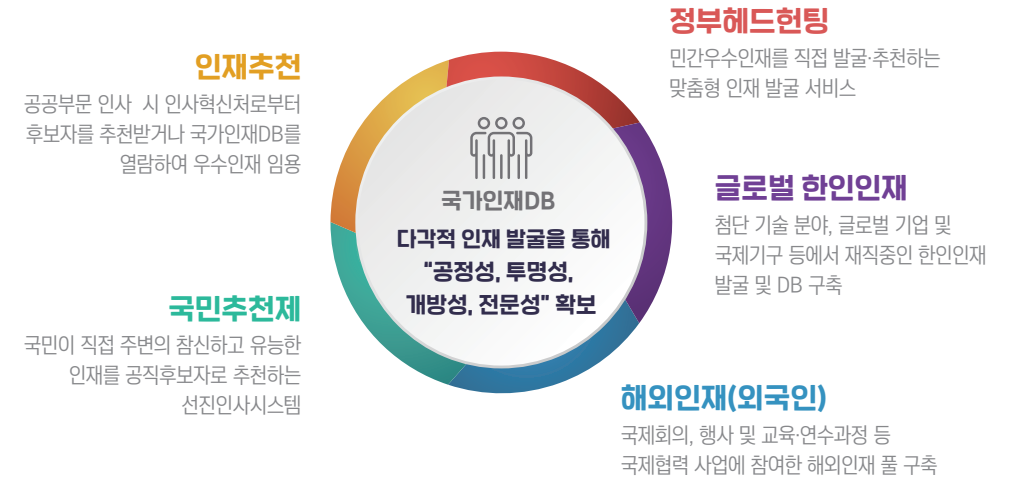 정부헤드헌팅
민간우수인재를 직접 발굴·추천하는
맞춤형 인재 발굴 서비스
인재추천
공공부문 인사 시 인사혁신처로부터
후보자를 추천받거나 국가인재DB를
열람하여 우수인재 임용
국가인재DB
다각적 인재 발굴을 통해
“공정성, 투명성,
개방성, 전문성” 확보
글로벌 한인인재
첨단 기술 분야, 글로벌 기업 및
국제기구 등에서 재직중인 한인인재
발굴 및 DB 구축
국민추천제
국민이 직접 주변의 참신하고 유능한
인재를 공직후보자로 추천하는
선진인사시스템
해외인재(외국인)
국제회의, 행사 및 교육·연수과정 등
국제협력 사업에 참여한 해외인재 풀 구축